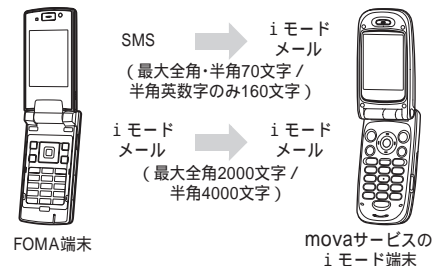 SMS
iモード
メール
(最大全角・半角70文字/
半角英数字のみ160文字)
iモード
メール
iモード
メール
(最大全角2000文字/
半角4000文字)
FOMA端末
movaサービスの
iモード端末